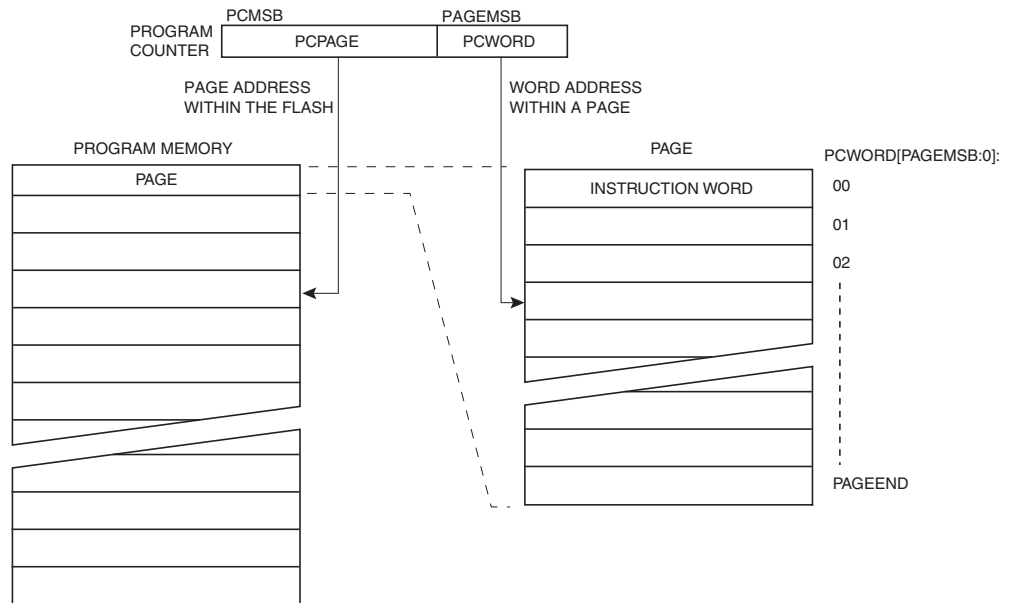 PCMSB
PAGEMSB
PROGRAM
COUNTER
PCPAGE
PCWORD
PAGE ADDRESS
WITHIN THE FLASH
WORD ADDRESS
WITHIN A PAGE
PROGRAM MEMORY
PAGE
PAGE
INSTRUCTION WORD
PCWORD[PAGEMSB:0]:
00
01
02
PAGEEND